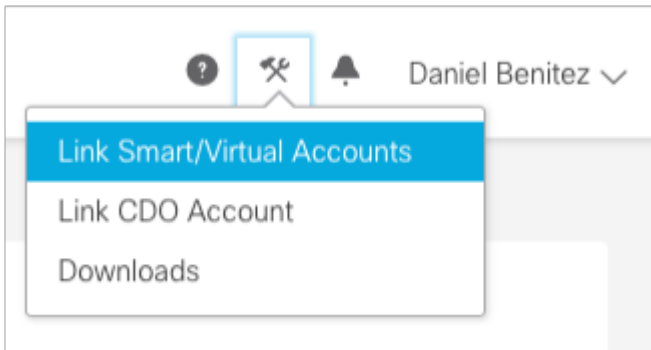 Daniel Benitez
Link Smart/Virtual Accounts
Link CDO Account
Downloads